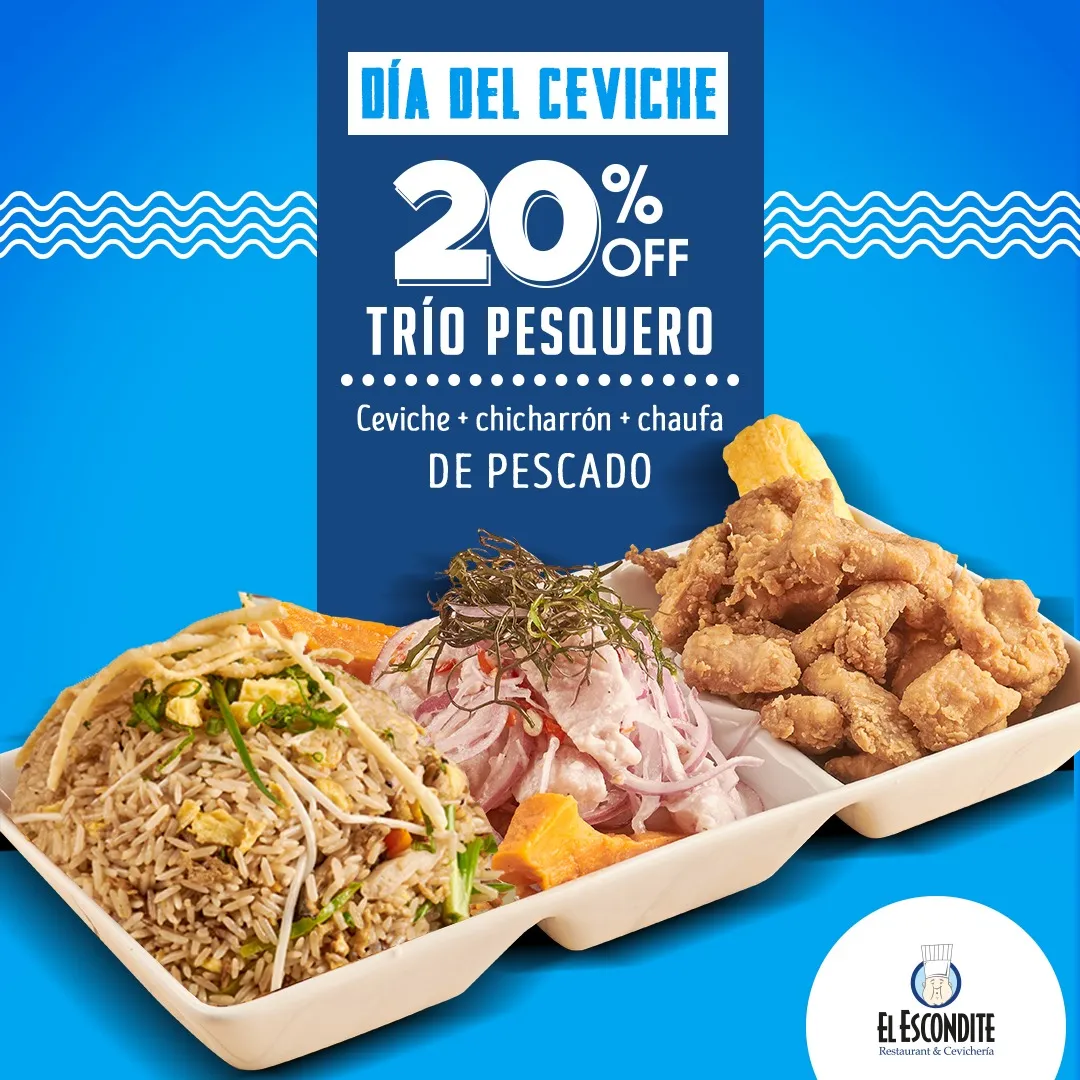 DÍA DEL CEVICHE
20% OFF
TRÍO PESQUERO
Ceviche + chicharrón + chaufa
DE PESCADO
EL ESCONDITE
Restaurant & Cevichería